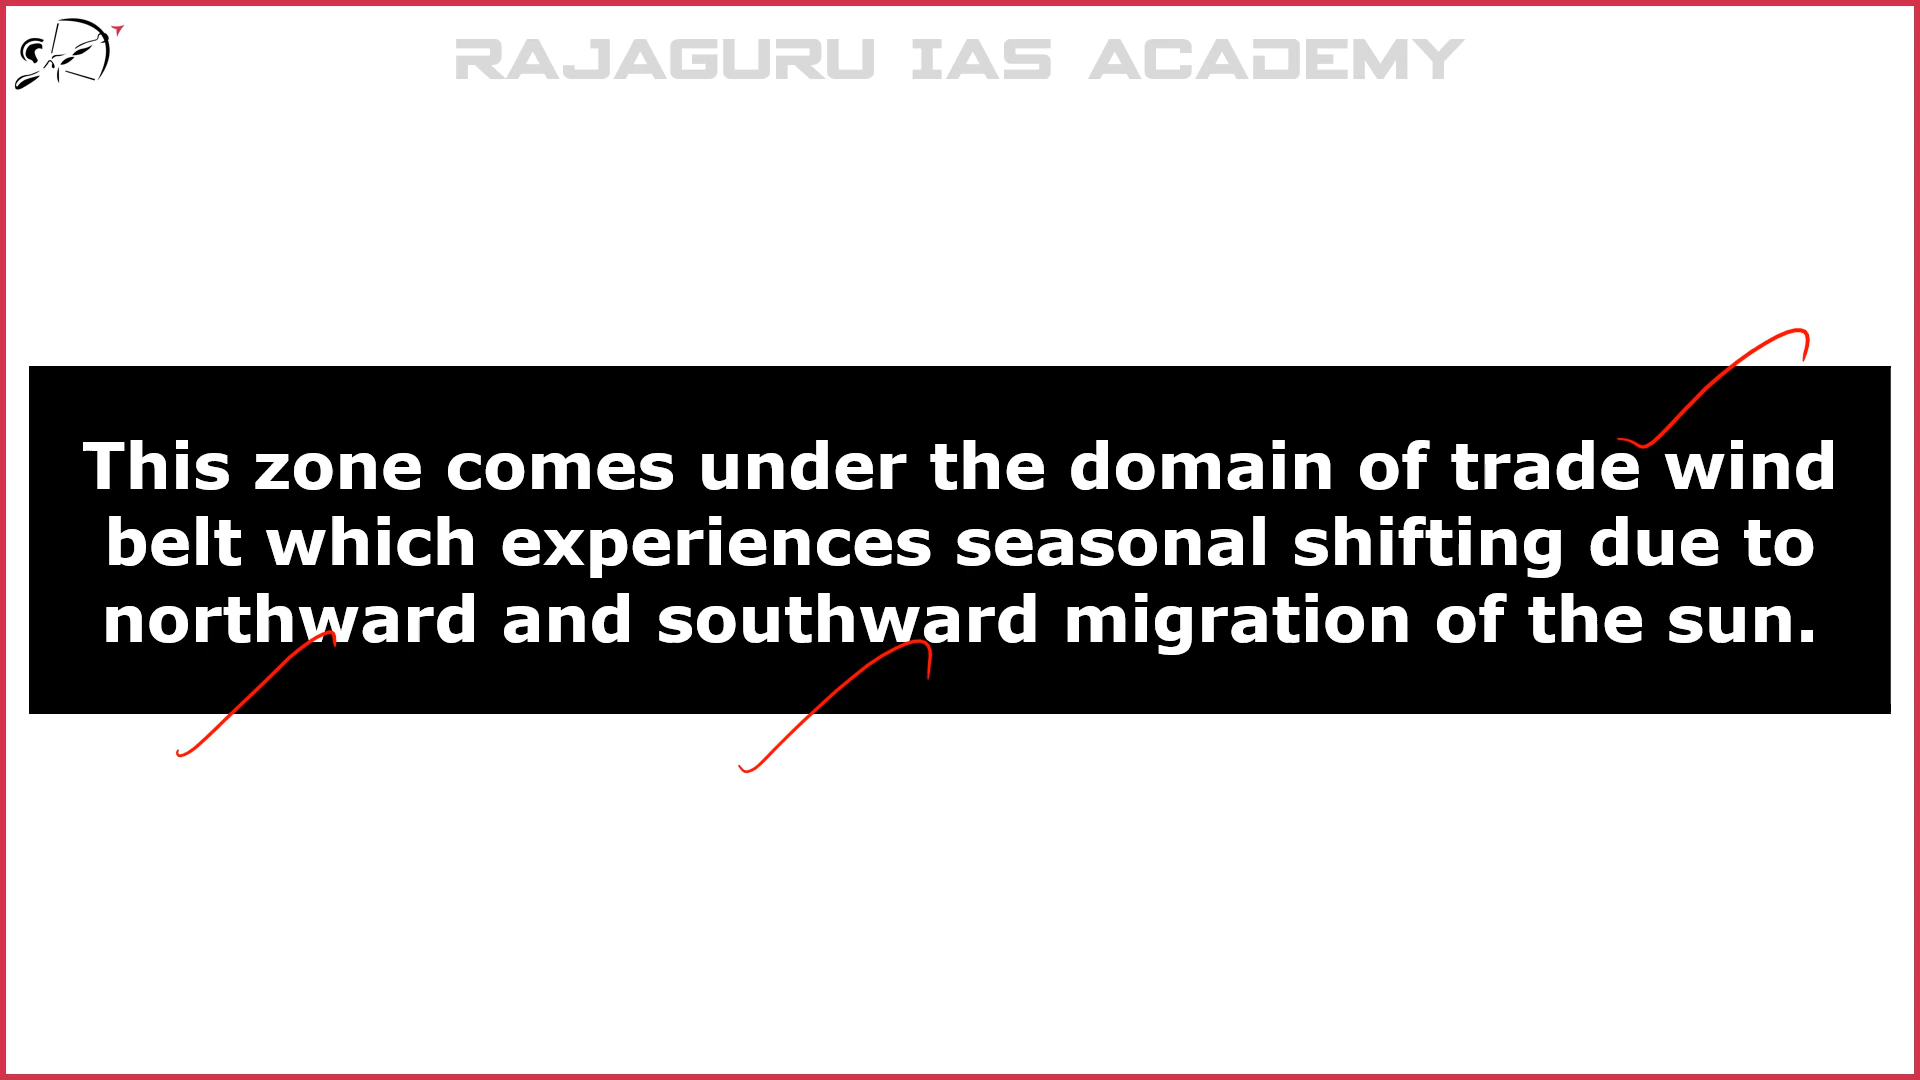 RAJAGURU IAS ACADEMY
This zone comes under the domain of trade wind
belt which experiences seasonal shifting due to
northward and southward migration of the sun.